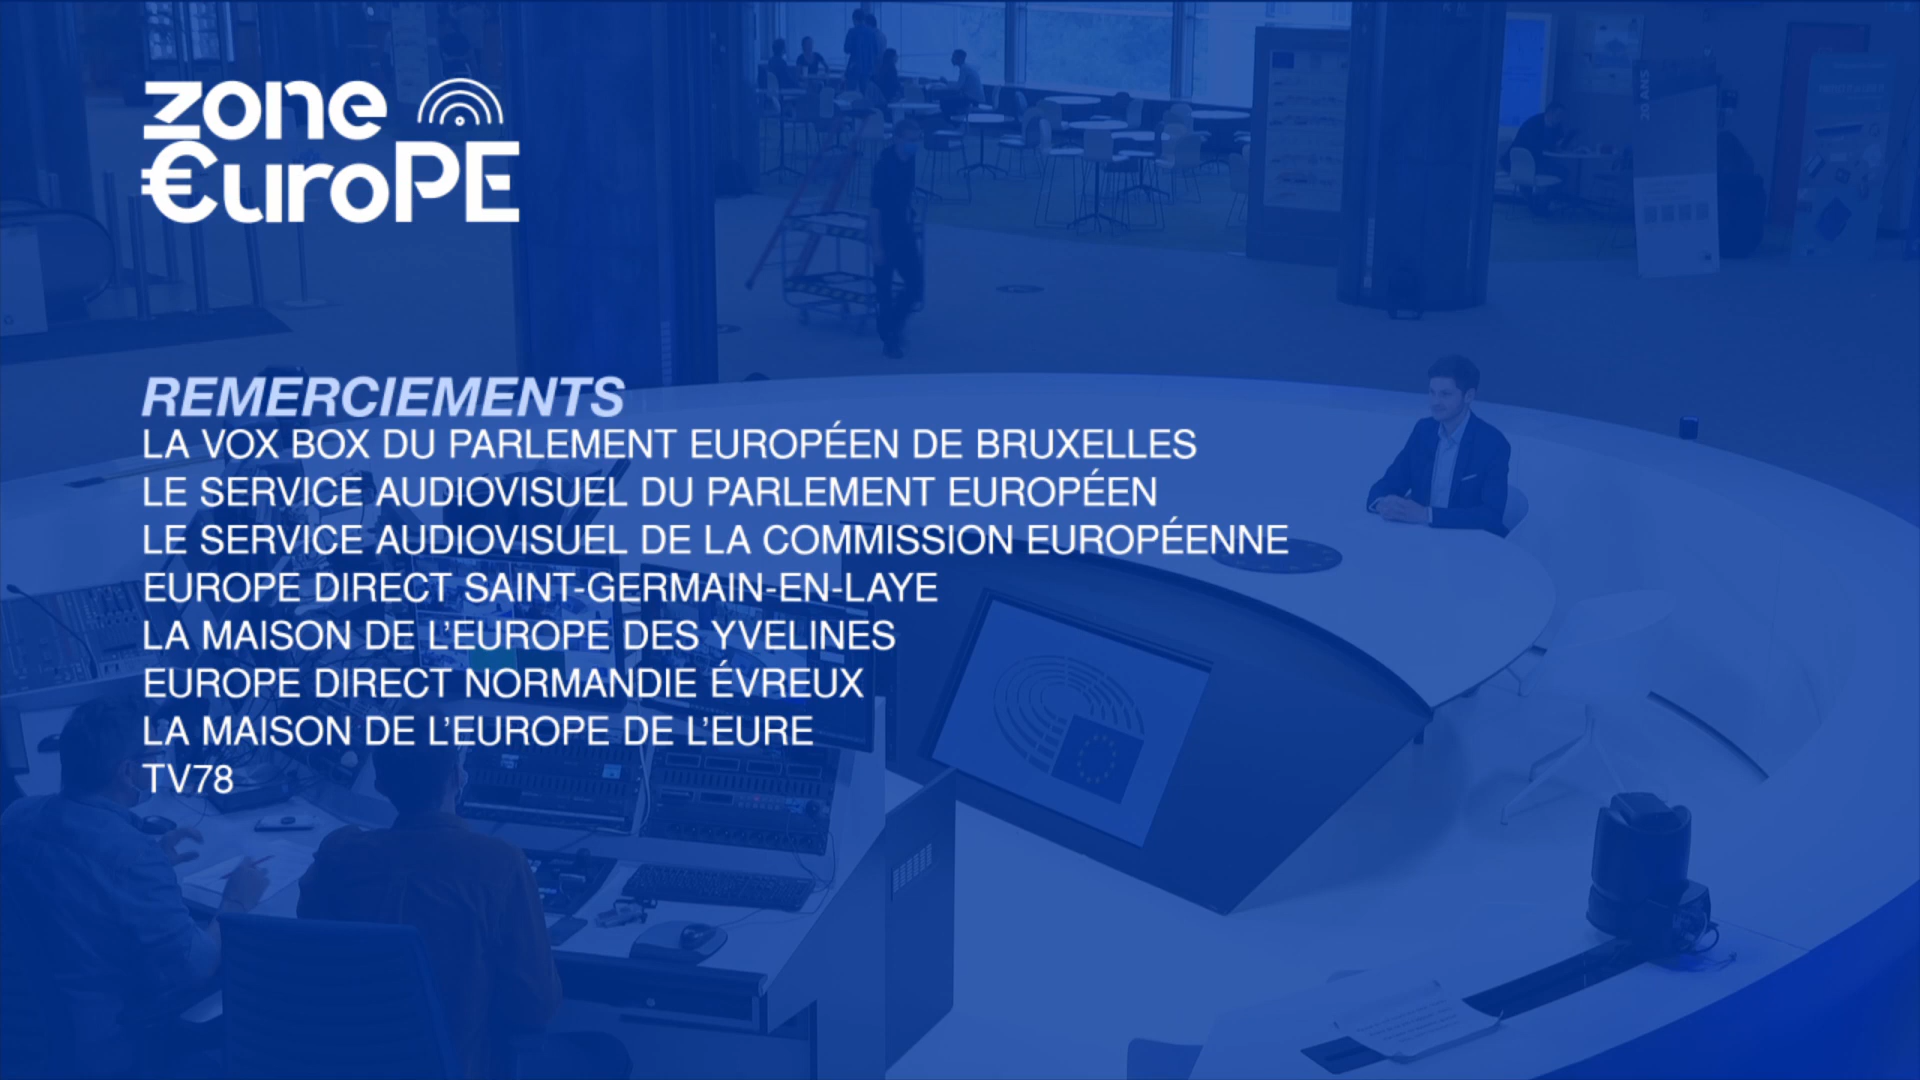 zone
€uroPE
REMERCIEMENTS
LA VOX BOX DU PARLEMENT EUROPÉEN DE BRUXELLES
LE SERVICE AUDIOVISUEL DU PARLEMENT EUROPÉEN
LE SERVICE AUDIOVISUEL DE LA COMMISSION EUROPÉENNE
EUROPE DIRECT SAINT-GERMAIN-EN-LAYE
LA MAISON DE L’EUROPE DES YVELINES
EUROPE DIRECT NORMANDIE ÉVREUX
LA MAISON DE L’EUROPE DE L’EURE
TV78
20 ANS